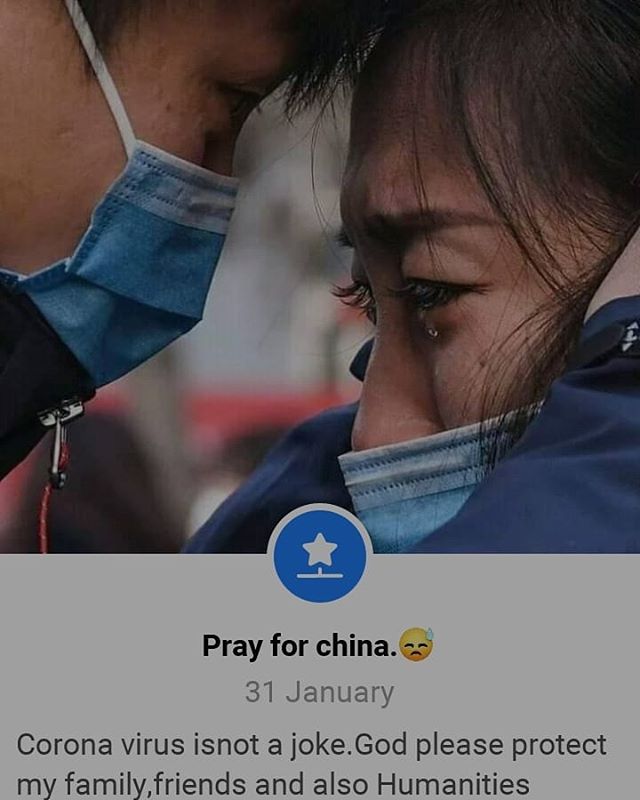 Pray for china.😓
31 January
Corona virus isnot a joke.God please protect
my family,friends and also Humanities